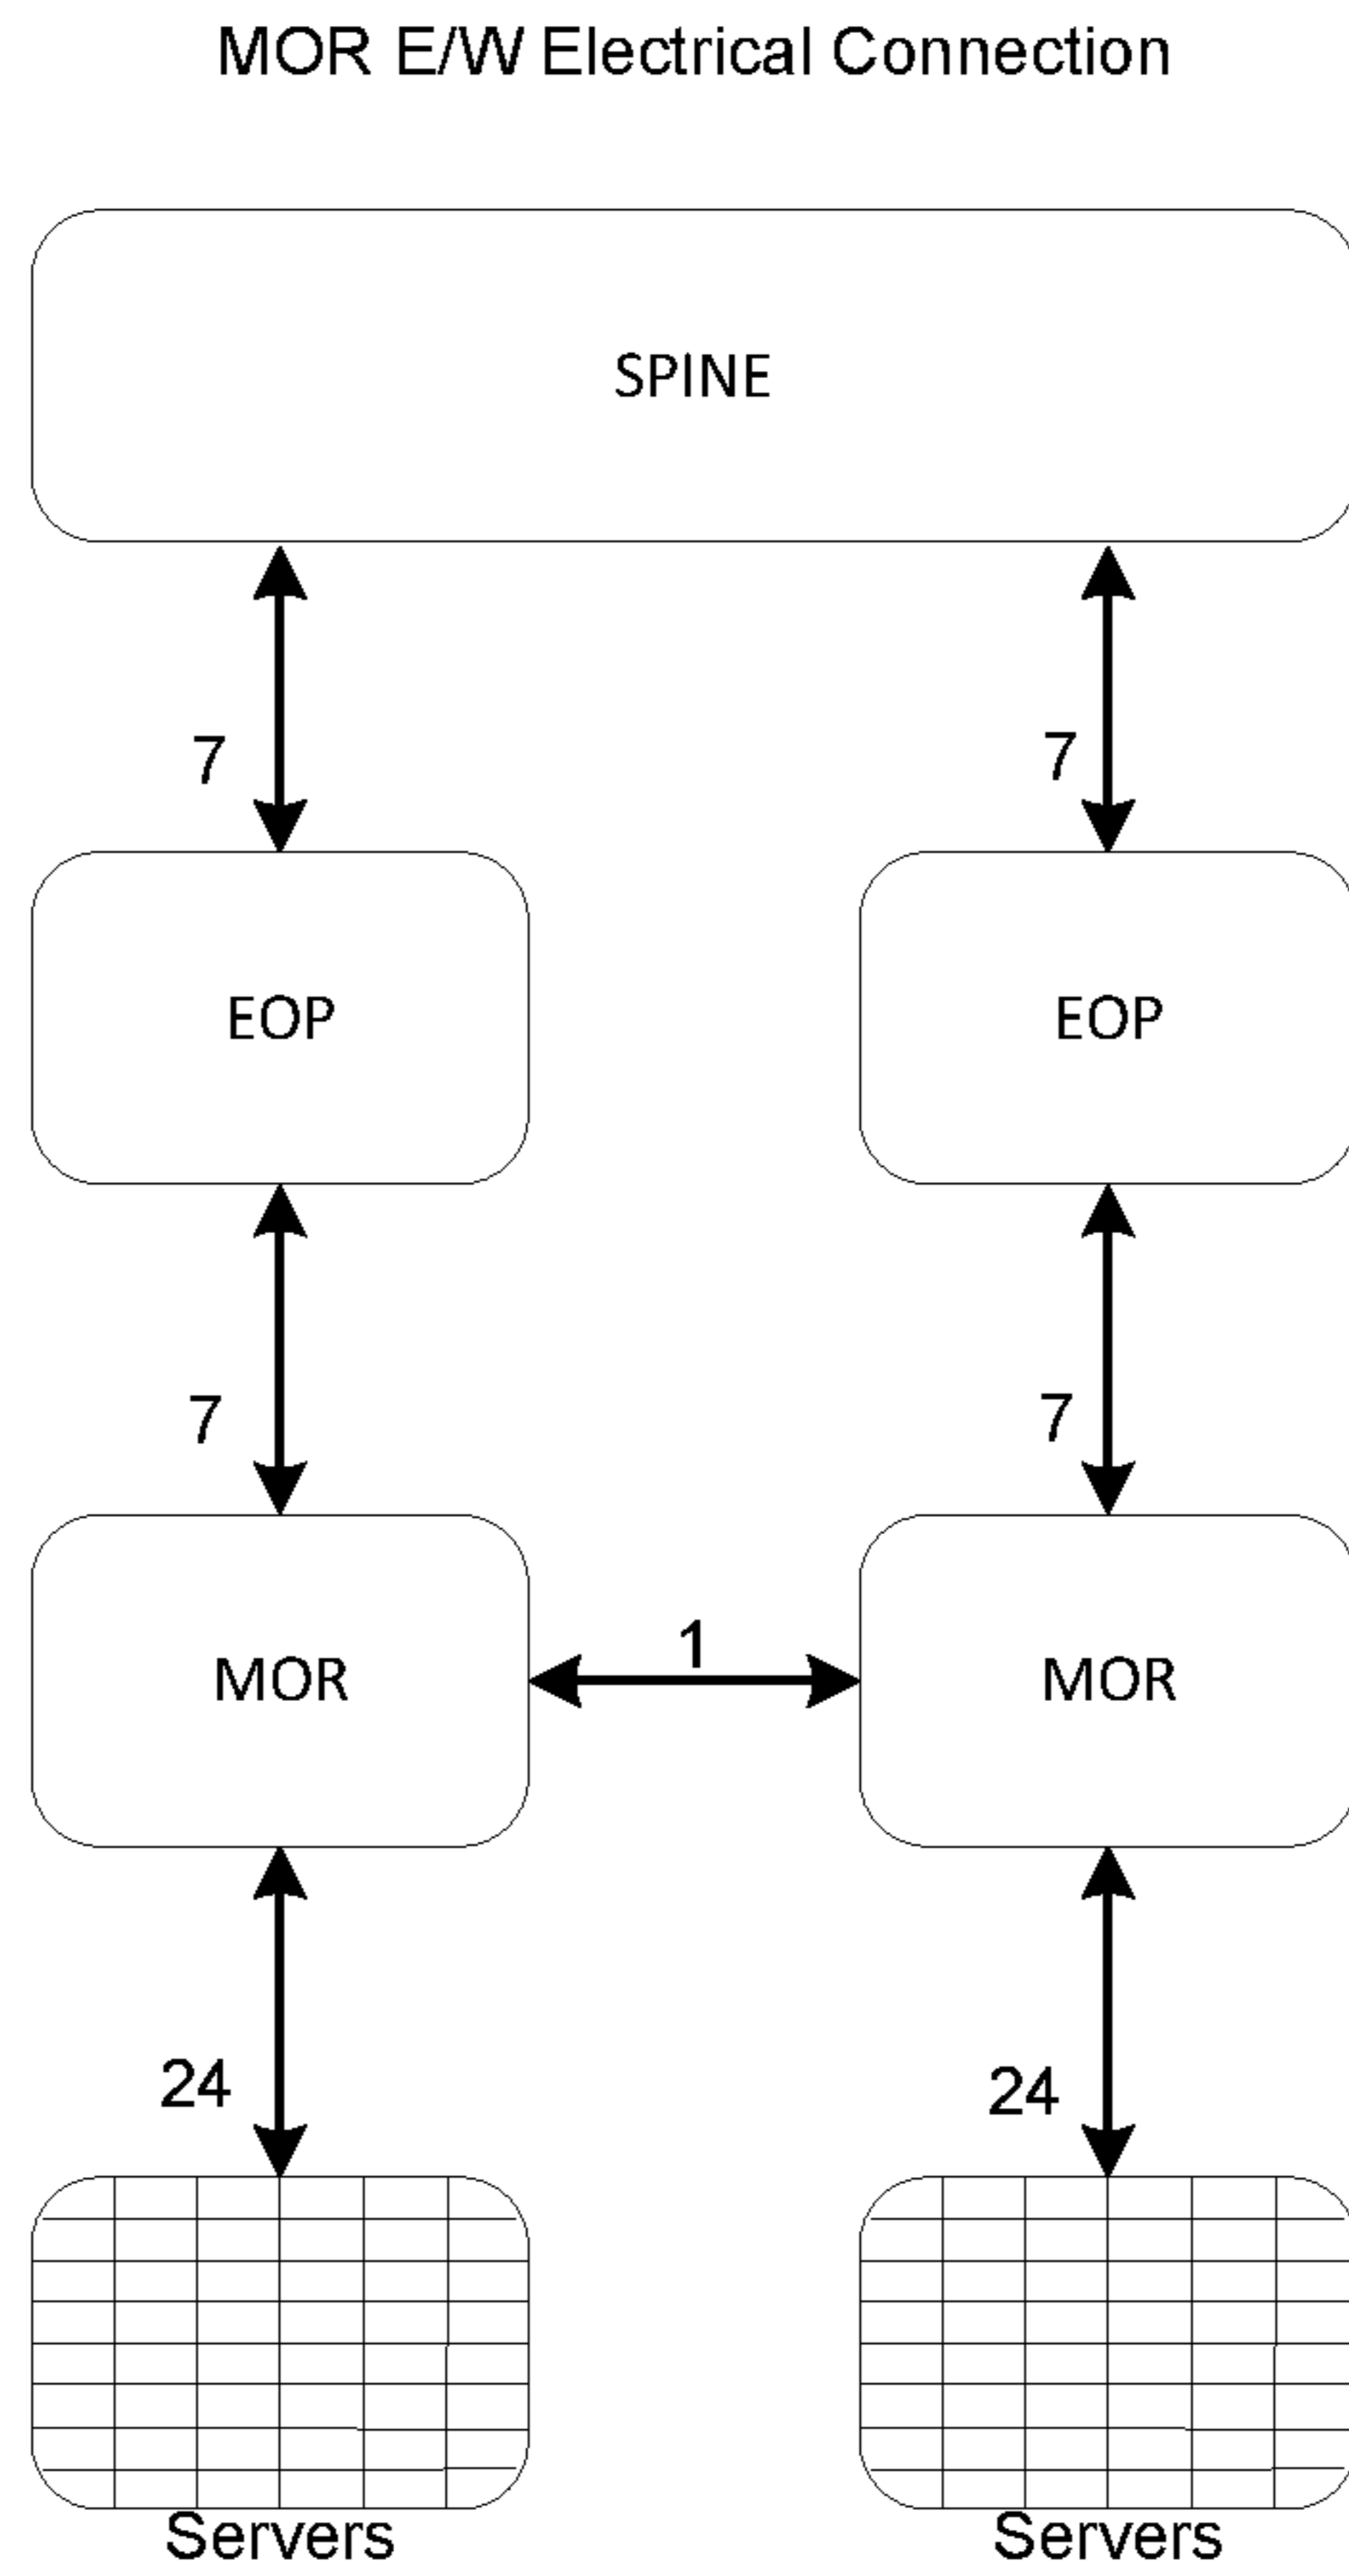 MOR E/W Electrical Connection
SPINE
7 7
EOP EOP
7 7
MOR 1 MOR
24 24
Servers Servers